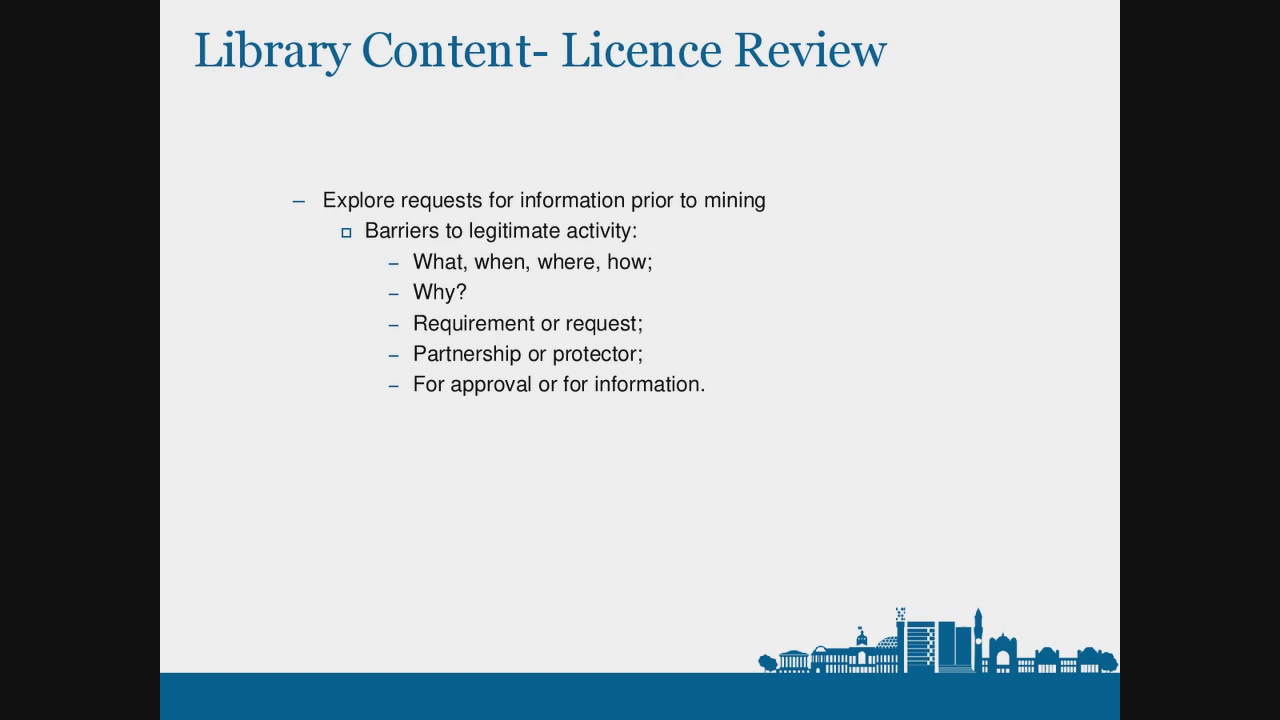 Library Content- Licence Review
– Explore requests for information prior to mining
Barriers to legitimate activity:
– What, when, where, how;
– Why?
– Requirement or request;
– Partnership or protector;
– For approval or for information.